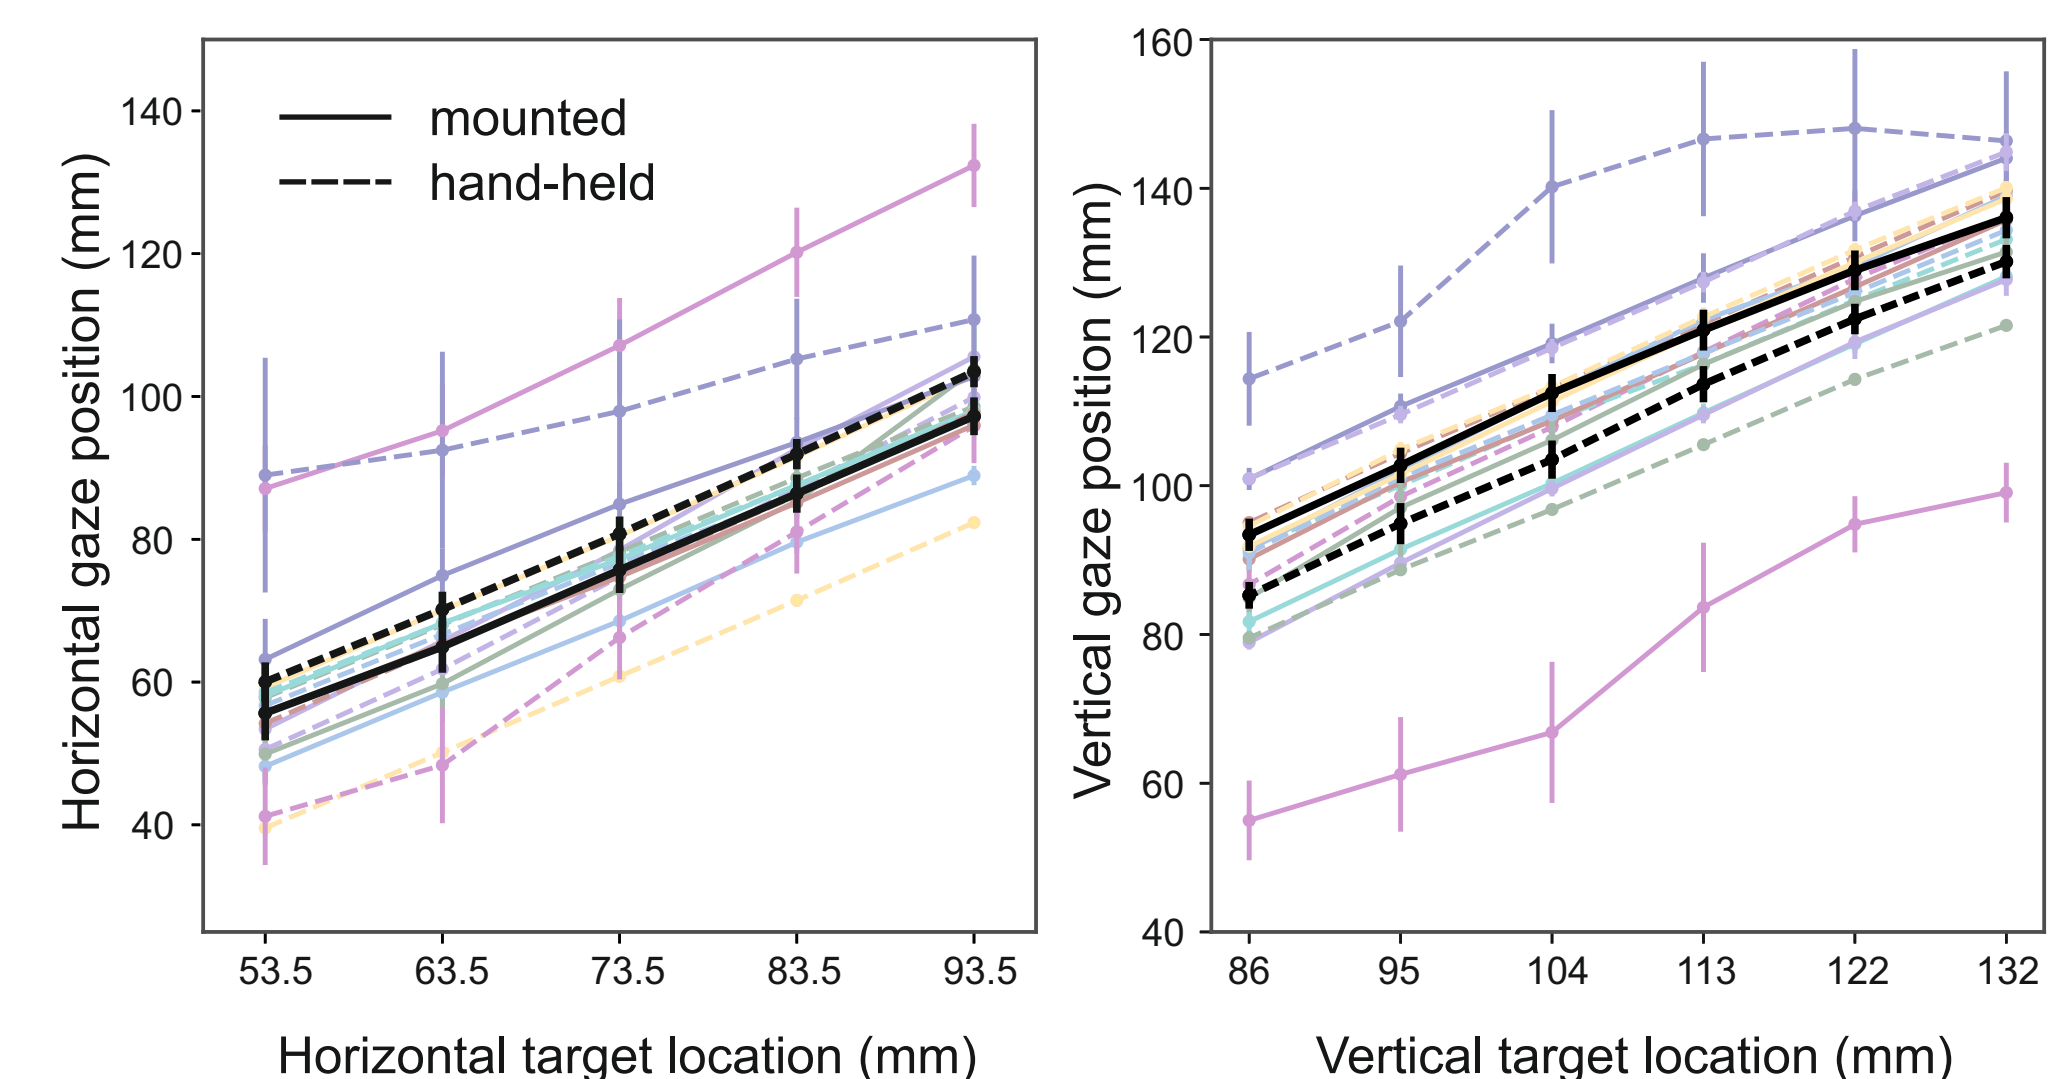 mounted
hand-held
140
120
100
80
60
40
Horizontal gaze position (mm)
53.5 63.5 73.5 83.5 93.5
Horizontal target location (mm)
160
140
120
100
80
60
40
Vertical gaze position (mm)
86 95 104 113 122 132
Vertical target location (mm)